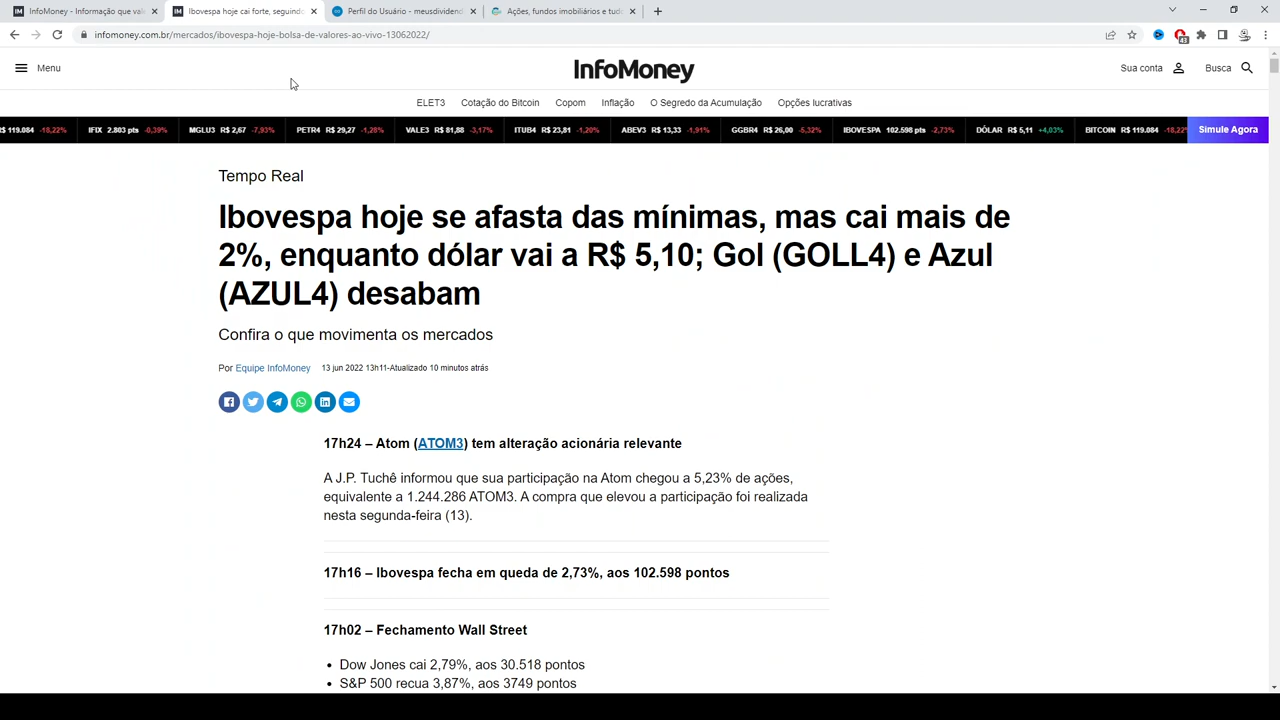 InfoMoney - Informação que val
Ibovespa hoje cai forte, seguindo
Perfil do Usuário - meusdividend
Ações, fundos imobiliários e tud
infomoney.com.br/mercados/ibovespa-hoje-bolsa-de-valores-ao-vivo-13062022/
43
Menu
InfoMoney
Sua conta
Busca
ELET3 Cotação do Bitcoin Copom Inflação O Segredo da Acumulação Opções lucrativas
R$ 119.084 -18,22% IFIX 2.803 pts -0,39% MGLU3 R$ 2,67 -7,93% PETR4 R$ 29,27 -1,28% VALE3 R$ 81,88 -3,17% ITUB4 R$ 23,81 -1,20% ABEV3 R$ 13,33 -1,91% GGBR4 R$ 26,00 -5,32% IBOVESPA 102.598 pts -2,73% DÓLAR R$ 5,11 +4,03% BITCOIN R$ 119.084 -18,22% Simule Agora
Tempo Real
Ibovespa hoje se afasta das mínimas, mas cai mais de
2%, enquanto dólar vai a R$ 5,10; Gol (GOLL4) e Azul
(AZUL4) desabam
Confira o que movimenta os mercados
Por Equipe InfoMoney 13 jun 2022 13h11-Atualizado 10 minutos atrás
17h24 – Atom (ATOM3) tem alteração acionária relevante
A J.P. Tuchê informou que sua participação na Atom chegou a 5,23% de ações,
equivalente a 1.244.286 ATOM3. A compra que elevou a participação foi realizada
nesta segunda-feira (13).
17h16 – Ibovespa fecha em queda de 2,73%, aos 102.598 pontos
17h02 – Fechamento Wall Street
• Dow Jones cai 2,79%, aos 30.518 pontos
• S&P 500 recua 3,87%, aos 3749 pontos